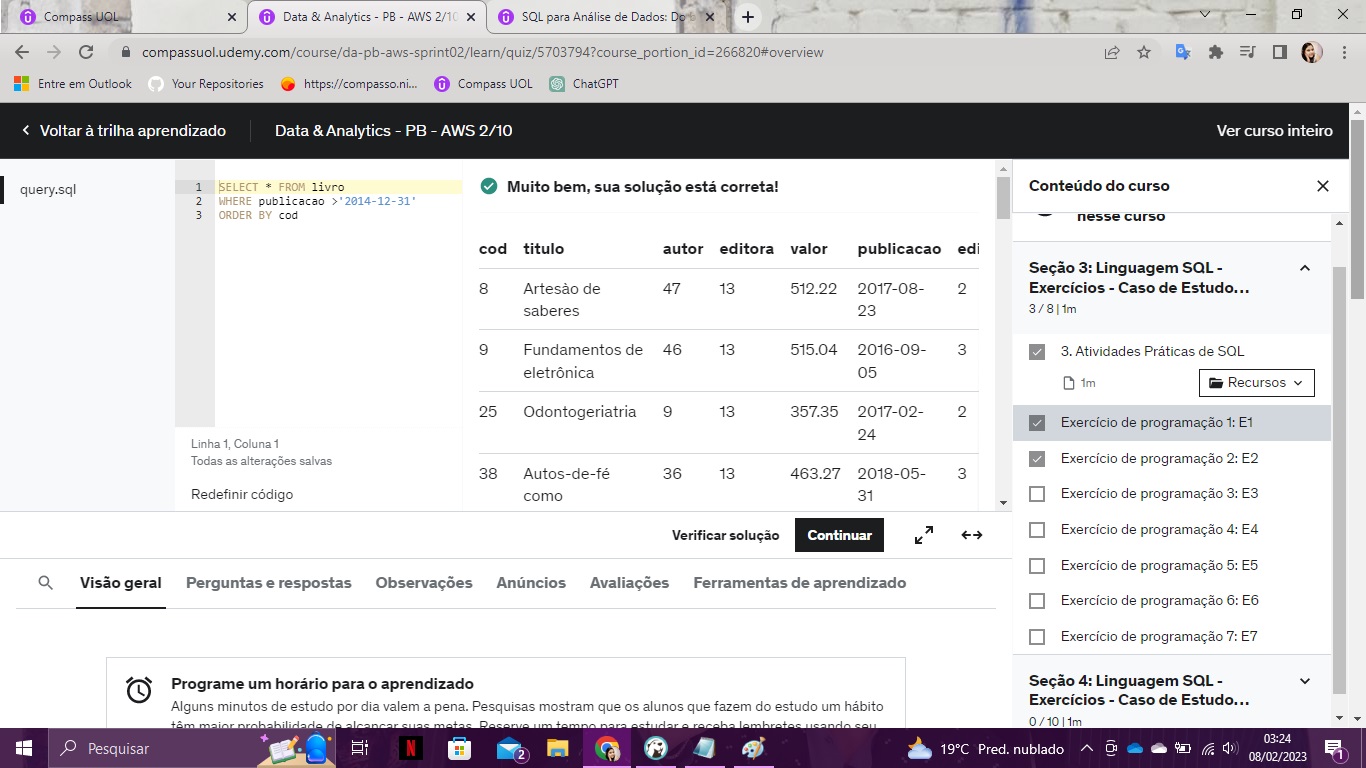 Compass UOL
Data & Analytics - PB - AWS 2/10
SQL para Análise de Dados: Do
compassuol.udemy.com/course/da-pb-aws-sprint02/learn/quiz/5703794?course_portion_id=266820#overview
Entre em Outlook
Your Repositories
https://compasso.ni...
Compass UOL
ChatGPT
Voltar à trilha aprendizado
Data & Analytics - PB - AWS 2/10
Ver curso inteiro
query.sql
1 SELECT * FROM livro
2 WHERE publicacao >'2014-12-31'
3 ORDER BY cod
Linha 1, Coluna 1
Todas as alterações salvas
Redefinir código
Muito bem, sua solução está correta!
cod titulo autor editora valor publicacao edi
8 Artesão de 47 13 512.22 2017-08- 2
saberes 23
9 Fundamentos de 46 13 515.04 2016-09- 3
eletrônica 05
25 Odontogeriatria 9 13 357.35 2017-02- 2
24
38 Autos-de-fé 36 13 463.27 2018-05- 3
como 31
Verificar solução
Continuar
Conteúdo do curso
nesse curso
Seção 3: Linguagem SQL -
Exercícios - Caso de Estudo...
3 / 8 | 1m
3. Atividades Práticas de SQL
1m
Recursos
Exercício de programação 1: E1
Exercício de programação 2: E2
Exercício de programação 3: E3
Exercício de programação 4: E4
Exercício de programação 5: E5
Exercício de programação 6: E6
Exercício de programação 7: E7
Seção 4: Linguagem SQL -
Exercícios - Caso de Estudo...
0 / 10 | 1m
Visão geral
Perguntas e respostas
Observações
Anúncios
Avaliações
Ferramentas de aprendizado
Programe um horário para o aprendizado
Alguns minutos de estudo por dia valem a pena. Pesquisas mostram que os alunos que fazem do estudo um hábito
têm maior probabilidade de alcançar suas metas. Reserve um tempo para estudar e receba lembretes usando seu
Pesquisar
N
2
19°C Pred. nublado
03:24
08/02/2023
1